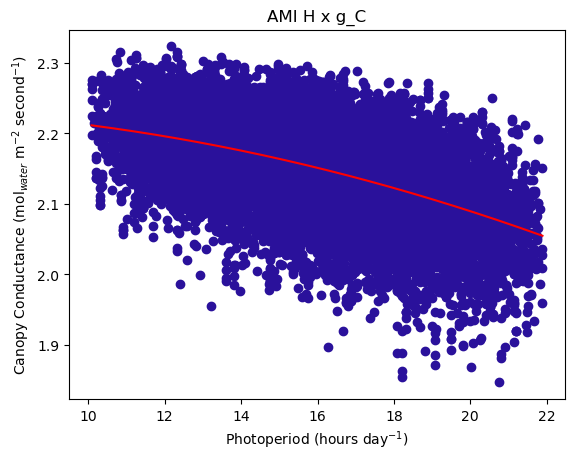 AMI H x g_C
Canopy Conductance (mol_water m⁻² second⁻¹)
2.3
2.2
2.1
2.0
1.9
10 12 14 16 18 20 22
Photoperiod (hours day⁻¹)